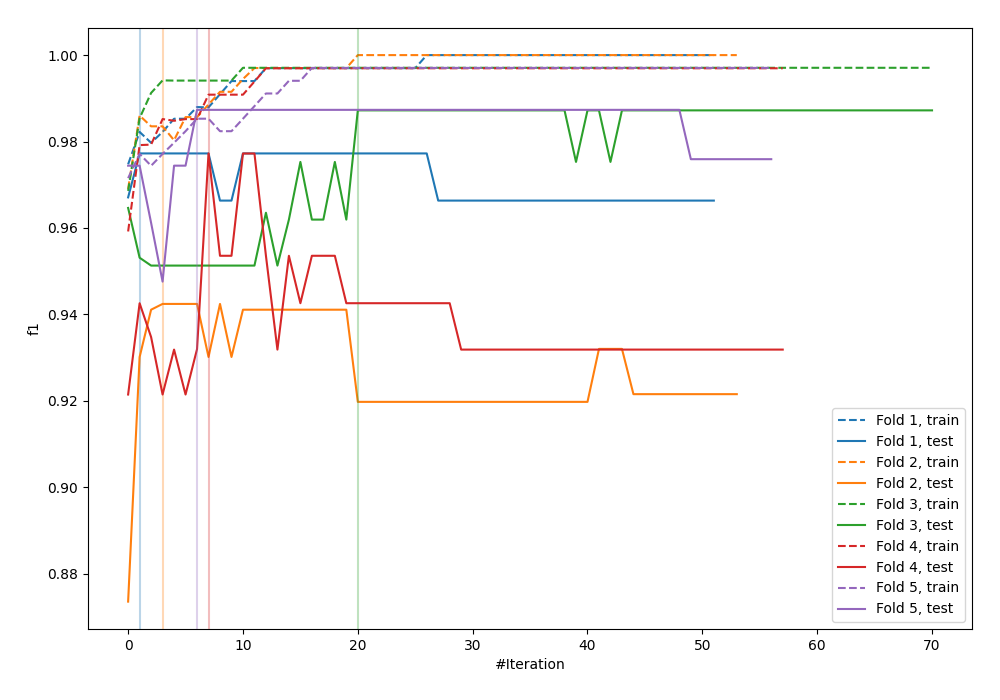 1.00
0.98
0.96
0.94
0.92
0.90
0.88
f1
0
10
20
30
40
50
60
70
#Iteration
Fold 1, train
Fold 1, test
Fold 2, train
Fold 2, test
Fold 3, train
Fold 3, test
Fold 4, train
Fold 4, test
Fold 5, train
Fold 5, test